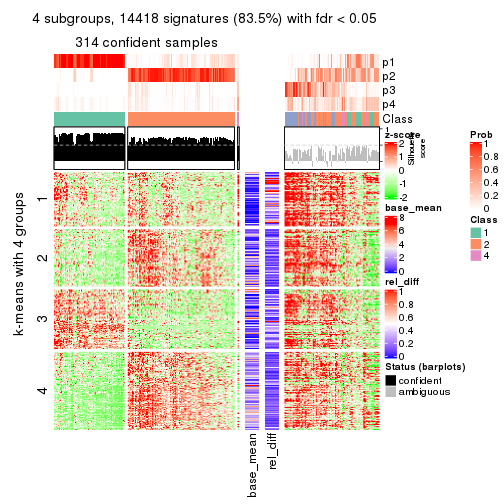 4 subgroups, 14418 signatures (83.5%) with fdr < 0.05
314 confident samples
p1
p2
p3
p4
Class
1
Silhouette
score
k-means with 4 groups
1
2
3
4
base_mean
rel_diff
z-score
2
1
0
-1
-2
base_mean
8
6
4
2
0
rel_diff
1
0.8
0.6
0.4
0.2
0
Status (barplots)
confident
ambiguous
Prob
1
0.8
0.6
0.4
0.2
0
Class
1
2
4